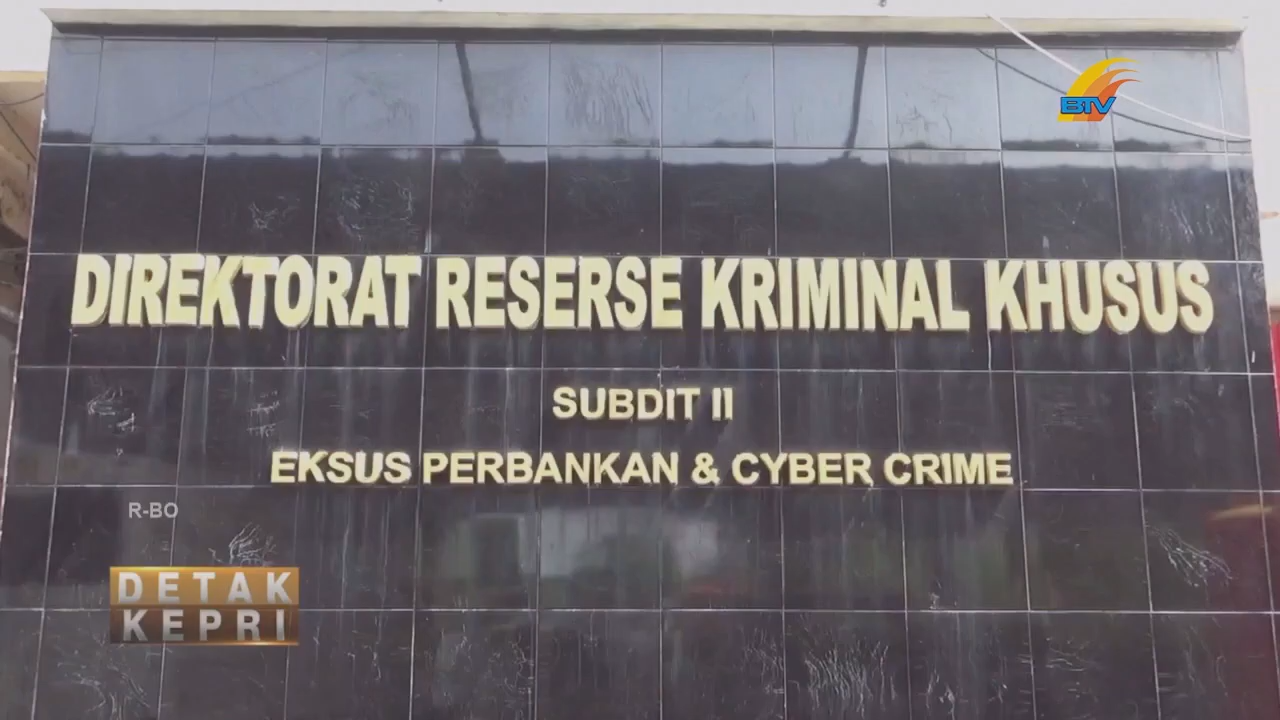 BTV
DIREKTORAT RESERSE KRIMINAL KHUSUS
SUBDIT II
EKSUS PERBANKAN & CYBER CRIME
R-BO
DETAK
KEPRI